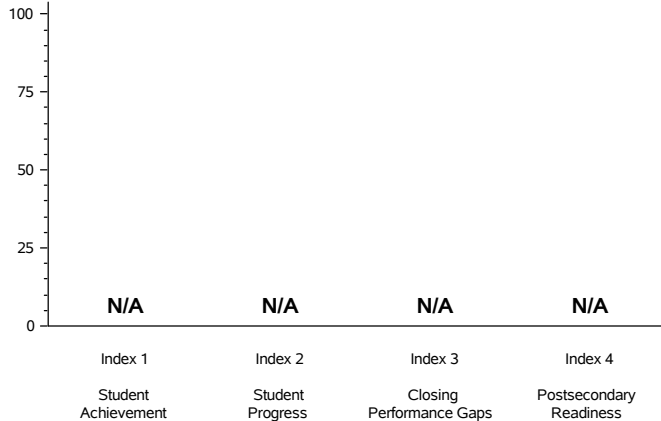 100
75
50
25
0
N/A N/A N/A N/A
Index 1 Index 2 Index 3 Index 4
Student Student Closing Postsecondary
Achievement Progress Performance Gaps Readiness